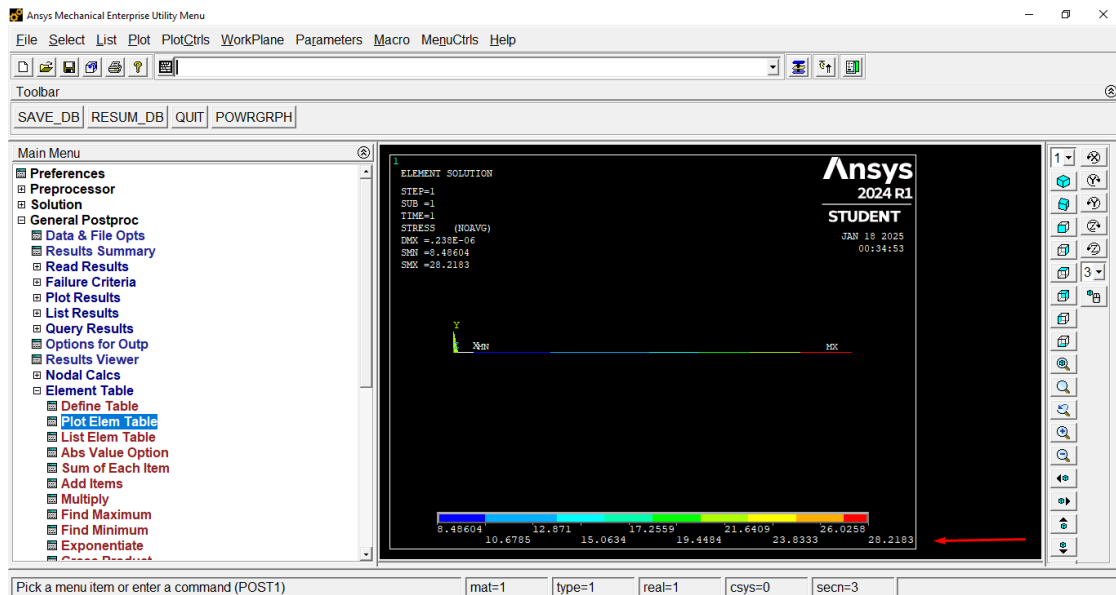 Ansys Mechanical Enterprise Utility Menu
File Select List Plot PlotCtrls WorkPlane Parameters Macro MenuCtrls Help
Toolbar
SAVE_DB RESUM_DB QUIT POWRGRPH
Main Menu
Preferences
Preprocessor
Solution
General Postproc
Data & File Opts
Results Summary
Read Results
Failure Criteria
Plot Results
List Results
Query Results
Options for Outp
Results Viewer
Nodal Calcs
Element Table
Define Table
Plot Elem Table
List Elem Table
Abs Value Option
Sum of Each Item
Add Items
Multiply
Find Maximum
Find Minimum
Exponentiate
1
ELEMENT SOLUTION
STEP=1
SUB =1
TIME=1
STRESS (NOAVG)
DMX =.238E-06
SMN =8.48604
SMX =28.2183
Ansys
2024 R1
STUDENT
JAN 18 2025
00:34:53
Y
X MN MX
8.48604 12.871 17.2559 21.6409 26.0258
10.6785 15.0634 19.4484 23.8333 28.2183
1
3
Pick a menu item or enter a command (POST1) mat=1 type=1 real=1 csys=0 secn=3